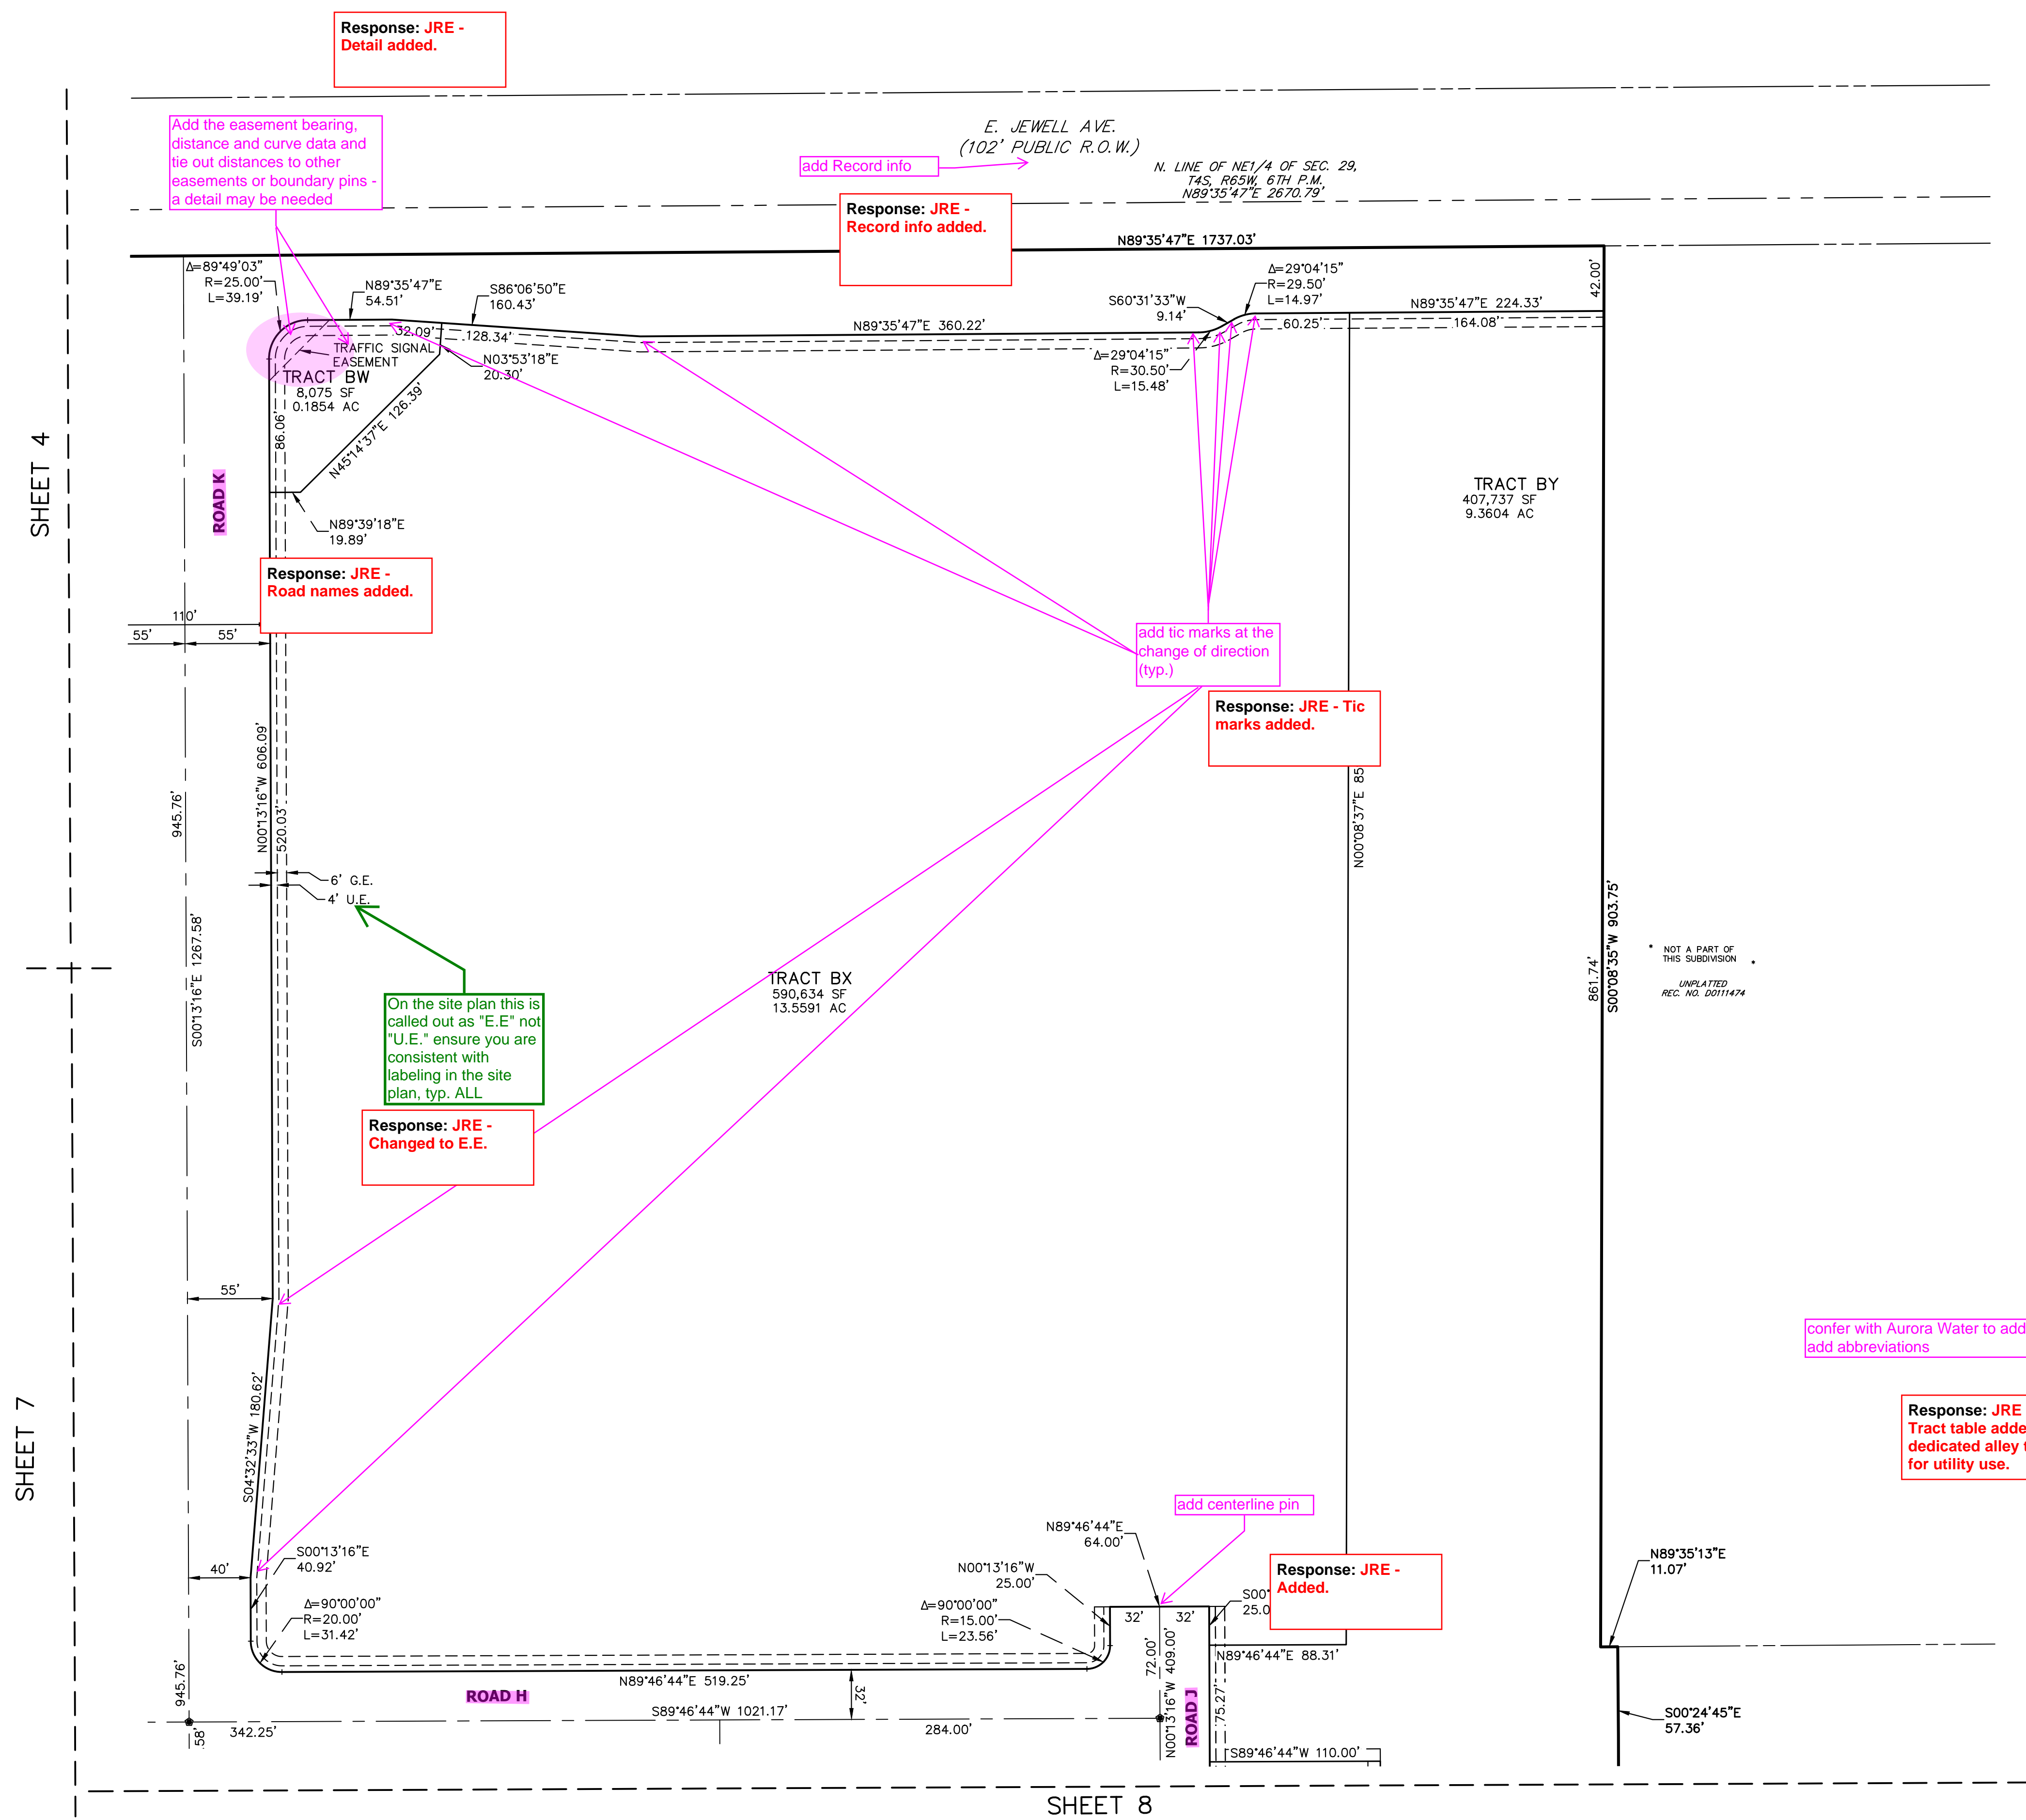 Response: JRE -
Detail added.
Add the easement bearing,
distance and curve data and
tie out distances to other
easements or boundary pins -
a detail may be needed
E. JEWELL AVE.
(102' PUBLIC R.O.W.)
add Record info
N. LINE OF NE1/4 OF SEC. 29,
T4S, R65W, 6TH P.M.
N89°35'47"E 2670.79'
Response: JRE -
Record info added.
N89°35'47"E 1737.03'
Δ=89°49'03"
R=25.00'
L=39.19'
N89°35'47"E
54.51'
S86°06'50"E
160.43'
N89°35'47"E 360.22'
S60°31'33"W
9.14'
Δ=29°04'15"
R=29.50'
L=14.97'
N89°35'47"E 224.33'
42.00'
32.09'
128.34'
60.25'
164.08'
TRAFFIC SIGNAL
EASEMENT
N03°53'18"E
20.30'
Δ=29°04'15"
R=30.50'
L=15.48'
TRACT BW
8,075 SF
0.1854 AC
86.06'
N45°14'37"E 126.39'
N89°39'18"E
19.89'
SHEET 4
ROAD K
TRACT BY
407,737 SF
9.3604 AC
Response: JRE -
Road names added.
110'
55'
55'
add tic marks at the
change of direction
(typ.)
Response: JRE - Tic
marks added.
N00°08'37"E 85
945.76'
N00°13'16"W 606.09'
520.03'
6' G.E.
4' U.E.
S00°13'16"E 1267.58'
On the site plan this is
called out as "E.E" not
"U.E." ensure you are
consistent with
labeling in the site
plan, typ. ALL
Response: JRE -
Changed to E.E.
TRACT BX
590,634 SF
13.5591 AC
861.74'
S00°08'35"W 903.75'
* NOT A PART OF
THIS SUBDIVISION *
UNPLATTED
REC. NO. D0111474
confer with Aurora Water to add
add abbreviations
Response: JRE
Tract table adde
dedicated alley t
for utility use.
SHEET 7
55'
S04°32'33"W 180.62'
40'
S00°13'16"E
40.92'
Δ=90°00'00"
R=20.00'
L=31.42'
add centerline pin
N89°46'44"E
64.00'
N00°13'16"W
25.00'
Δ=90°00'00"
R=15.00'
L=23.56'
Response: JRE -
Added.
S00°
25.0
32'
32'
N89°46'44"E 88.31'
N89°35'13"E
11.07'
72.00'
N00°13'16"W 409.00'
ROAD J
75.27'
N89°46'44"E 519.25'
ROAD H
32'
945.76'
.58'
342.25'
S89°46'44"W 1021.17'
284.00'
S89°46'44"W 110.00'
S00°24'45"E
57.36'
SHEET 8